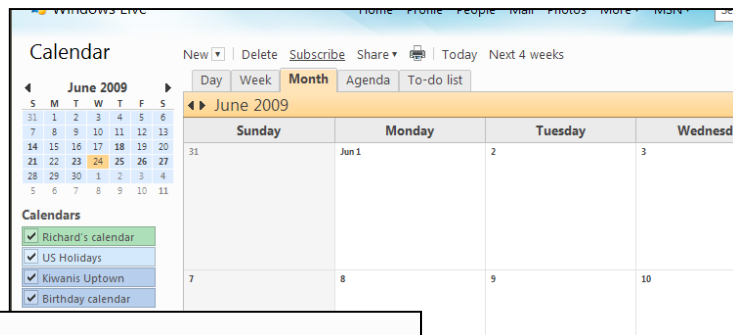 Windows Live Home Profile People Mail Photos More MSN
Calendar
New Delete Subscribe Share Today Next 4 weeks
Day Week Month Agenda To-do list
June 2009
S M T W T F S
31 1 2 3 4 5 6
7 8 9 10 11 12 13
14 15 16 17 18 19 20
21 22 23 24 25 26 27
28 29 30 1 2 3 4
5 6 7 8 9 10 11
Calendars
Richard's calendar
US Holidays
Kiwanis Uptown
Birthday calendar
June 2009
Sunday Monday Tuesday Wednesd
31 Jun 1 2 3
7 8 9 10